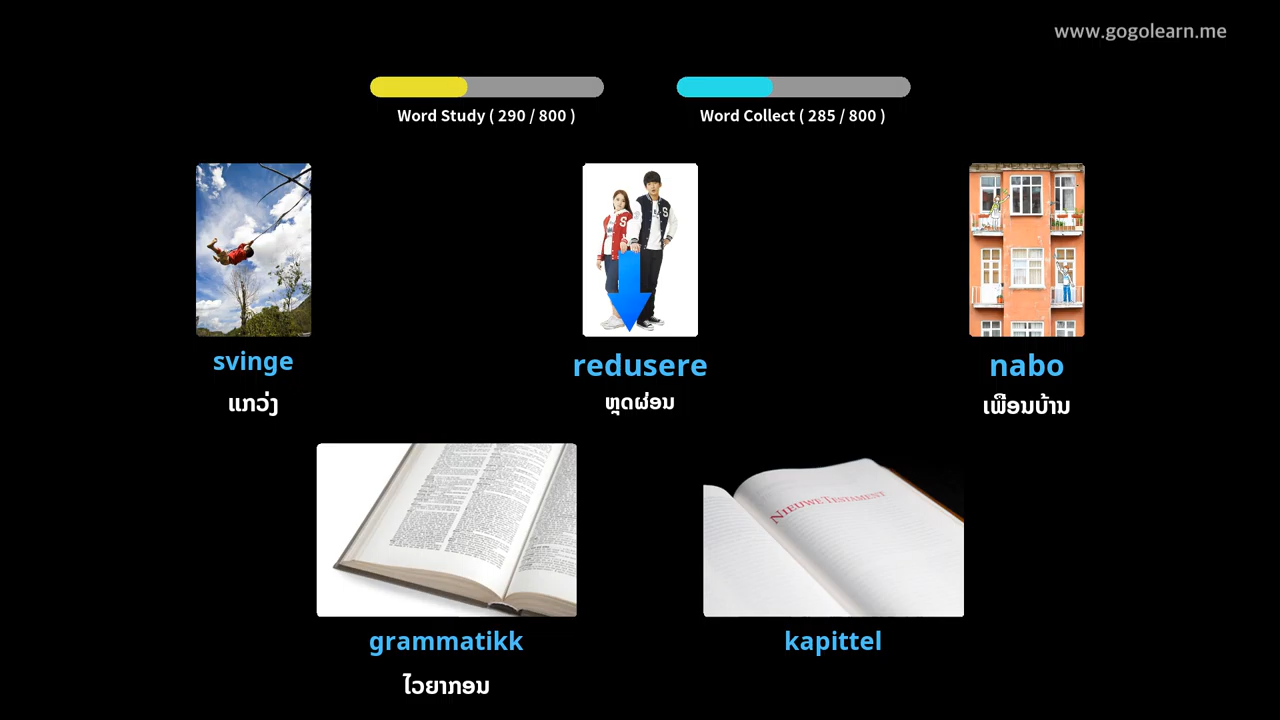 www.gogolearn.me
Word Study ( 290 / 800 )
Word Collect ( 285 / 800 )
S
S
svinge
redusere
nabo
ແກວ່ງ
ຫຼຸດຜ່ອນ
ເພື່ອນບ້ານ
NIEUWE TESTAMENT
grammatikk
kapittel
ໄວຍາກອນ